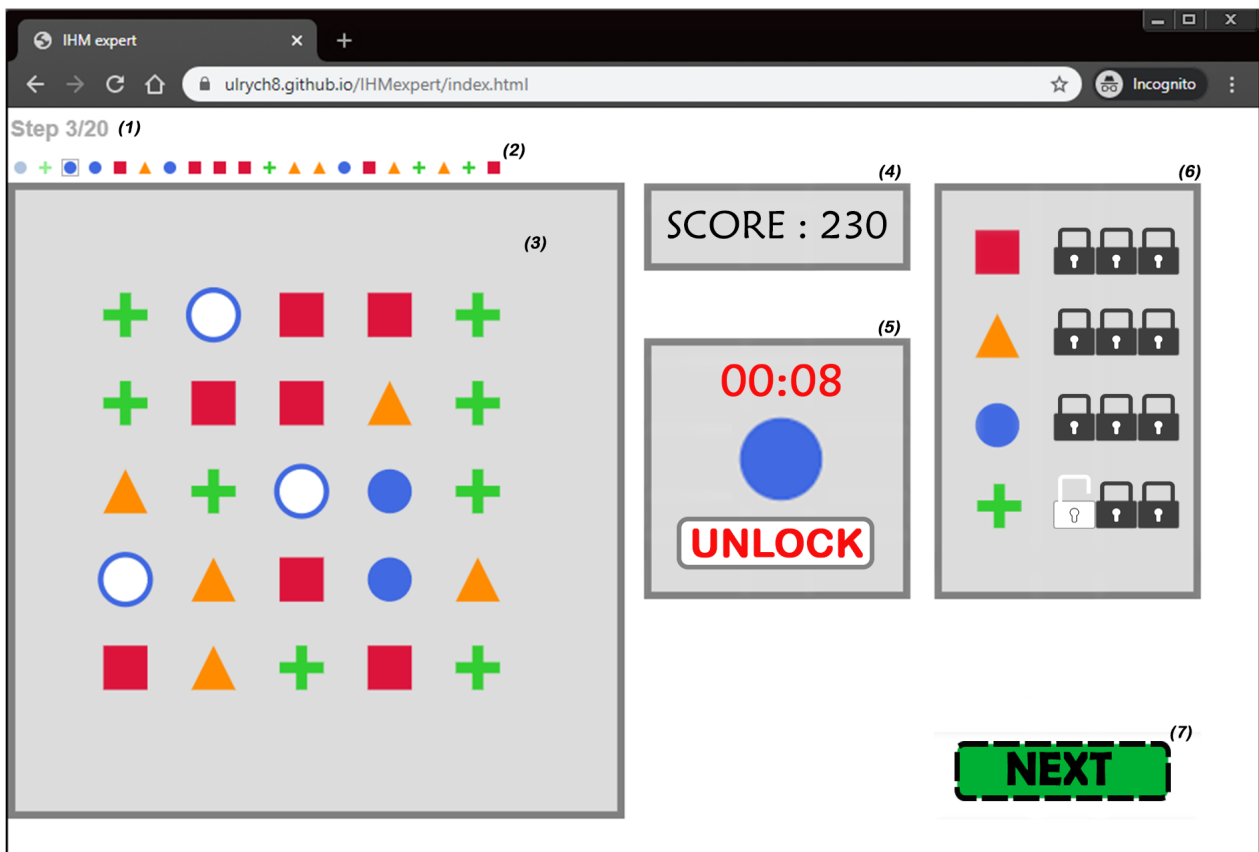 IHM expert
ulrych8.github.io/IHMexpert/index.html
Incognito
Step 3/20 (1)
(2)
(3)
(4)
SCORE : 230
(5)
00:08
UNLOCK
(6)
(7)
NEXT